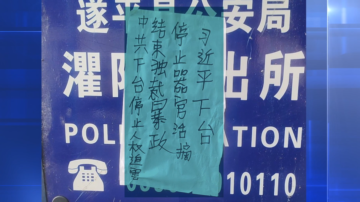 遂平县公安局
灌阳 出所
POLI ATION
10110
习近平下台
停止器官活摘
结束独裁暴政
中共下台停止人权迫害